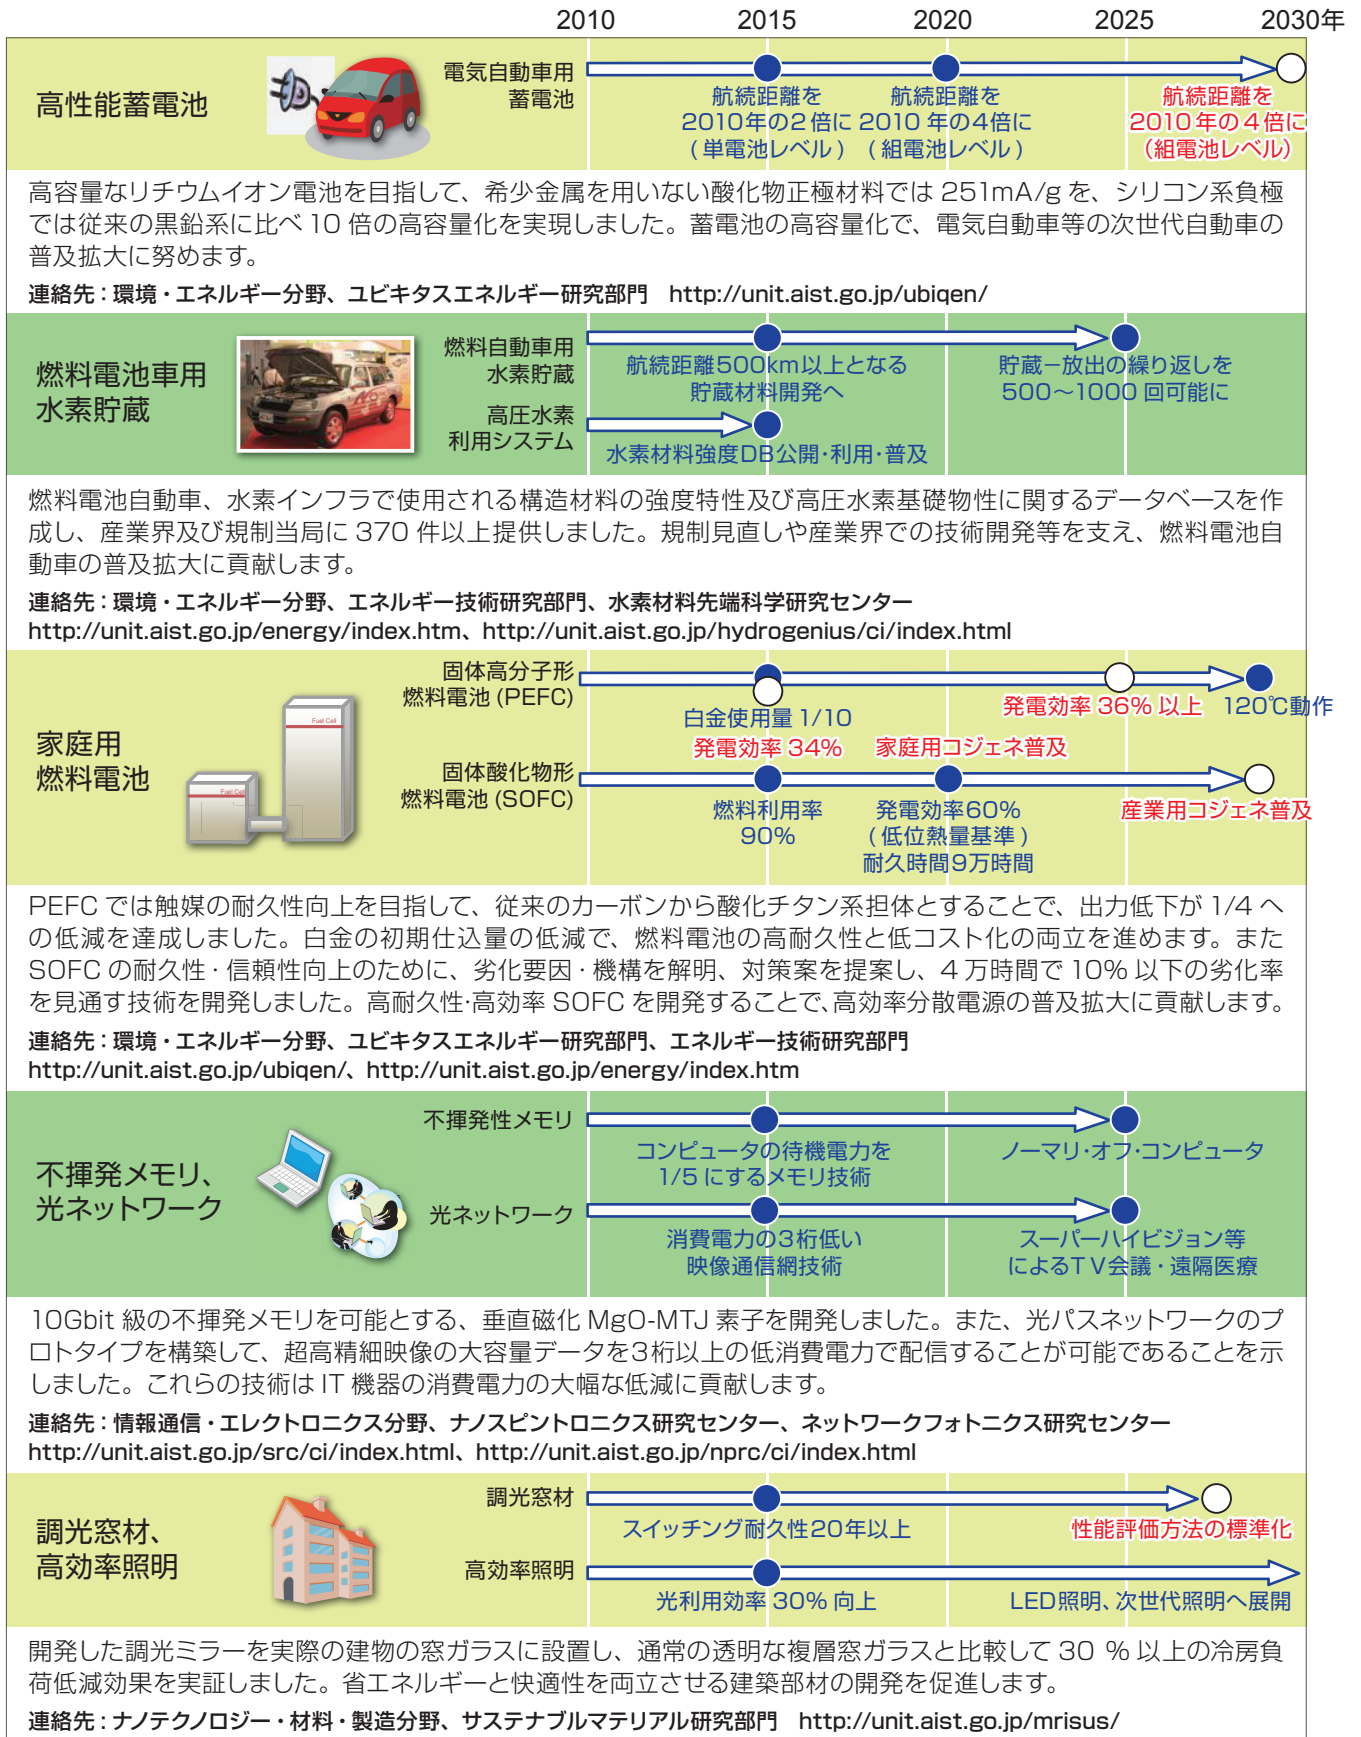 2010 2015 2020 2025 2030年
高性能蓄電池
電気自動車用
蓄電池
航続距離を
2010年の2倍に
(単電池レベル)
航続距離を
2010年の4倍に
(組電池レベル)
航続距離を
2010年の4倍に
(組電池レベル)
高容量なリチウムイオン電池を目指して、希少金属を用いない酸化物正極材料では 251mA/g を、シリコン系負極
では従来の黒鉛系に比べ 10 倍の高容量化を実現しました。蓄電池の高容量化で、電気自動車等の次世代自動車の
普及拡大に努めます。
連絡先：環境・エネルギー分野、ユビキタスエネルギー研究部門　http://unit.aist.go.jp/ubiqen/
燃料電池車用
水素貯蔵
燃料自動車用
水素貯蔵
航続距離500km以上となる
貯蔵材料開発へ
貯蔵−放出の繰り返しを
500〜1000 回可能に
高圧水素
利用システム
水素材料強度DB公開・利用・普及
燃料電池自動車、水素インフラで使用される構造材料の強度特性及び高圧水素基礎物性に関するデータベースを作
成し、産業界及び規制当局に 370 件以上提供しました。規制見直しや産業界での技術開発等を支え、燃料電池自
動車の普及拡大に貢献します。
連絡先：環境・エネルギー分野、エネルギー技術研究部門、水素材料先端科学研究センター
http://unit.aist.go.jp/energy/index.htm、http://unit.aist.go.jp/hydrogenius/ci/index.html
家庭用
燃料電池
Fuel Cell
Fuel Cell
固体高分子形
燃料電池 (PEFC)
白金使用量 1/10
発電効率 34%
発電効率 36% 以上
120℃動作
家庭用コジェネ普及
固体酸化物形
燃料電池 (SOFC)
燃料利用率
90%
発電効率60%
(低位熱量基準)
耐久時間9万時間
産業用コジェネ普及
PEFC では触媒の耐久性向上を目指して、従来のカーボンから酸化チタン系担体とすることで、出力低下が 1/4 へ
の低減を達成しました。白金の初期仕込量の低減で、燃料電池の高耐久性と低コスト化の両立を進めます。また
SOFC の耐久性・信頼性向上のために、劣化要因・機構を解明、対策案を提案し、4 万時間で 10% 以下の劣化率
を見通す技術を開発しました。高耐久性・高効率 SOFC を開発することで、高効率分散電源の普及拡大に貢献します。
連絡先：環境・エネルギー分野、ユビキタスエネルギー研究部門、エネルギー技術研究部門
http://unit.aist.go.jp/ubiqen/、http://unit.aist.go.jp/energy/index.htm
不揮発メモリ、
光ネットワーク
不揮発性メモリ
コンピュータの待機電力を
1/5 にするメモリ技術
ノーマリ・オフ・コンピュータ
光ネットワーク
消費電力の3桁低い
映像通信網技術
スーパーハイビジョン等
によるTV会議・遠隔医療
10Gbit 級の不揮発メモリを可能とする、垂直磁化 MgO-MTJ 素子を開発しました。また、光パスネットワークのプ
ロトタイプを構築して、超高精細映像の大容量データを3桁以上の低消費電力で配信することが可能であることを示
しました。これらの技術は IT 機器の消費電力の大幅な低減に貢献します。
連絡先：情報通信・エレクトロニクス分野、ナノスピントロニクス研究センター、ネットワークフォトニクス研究センター
http://unit.aist.go.jp/src/ci/index.html、http://unit.aist.go.jp/nprc/ci/index.html
調光窓材、
高効率照明
調光窓材
スイッチング耐久性20年以上
性能評価方法の標準化
高効率照明
光利用効率 30% 向上
LED照明、次世代照明へ展開
開発した調光ミラーを実際の建物の窓ガラスに設置し、通常の透明な複層窓ガラスと比較して 30 % 以上の冷房負
荷低減効果を実証しました。省エネルギーと快適性を両立させる建築部材の開発を促進します。
連絡先：ナノテクノロジー・材料・製造分野、サステナブルマテリアル研究部門　http://unit.aist.go.jp/mrisus/